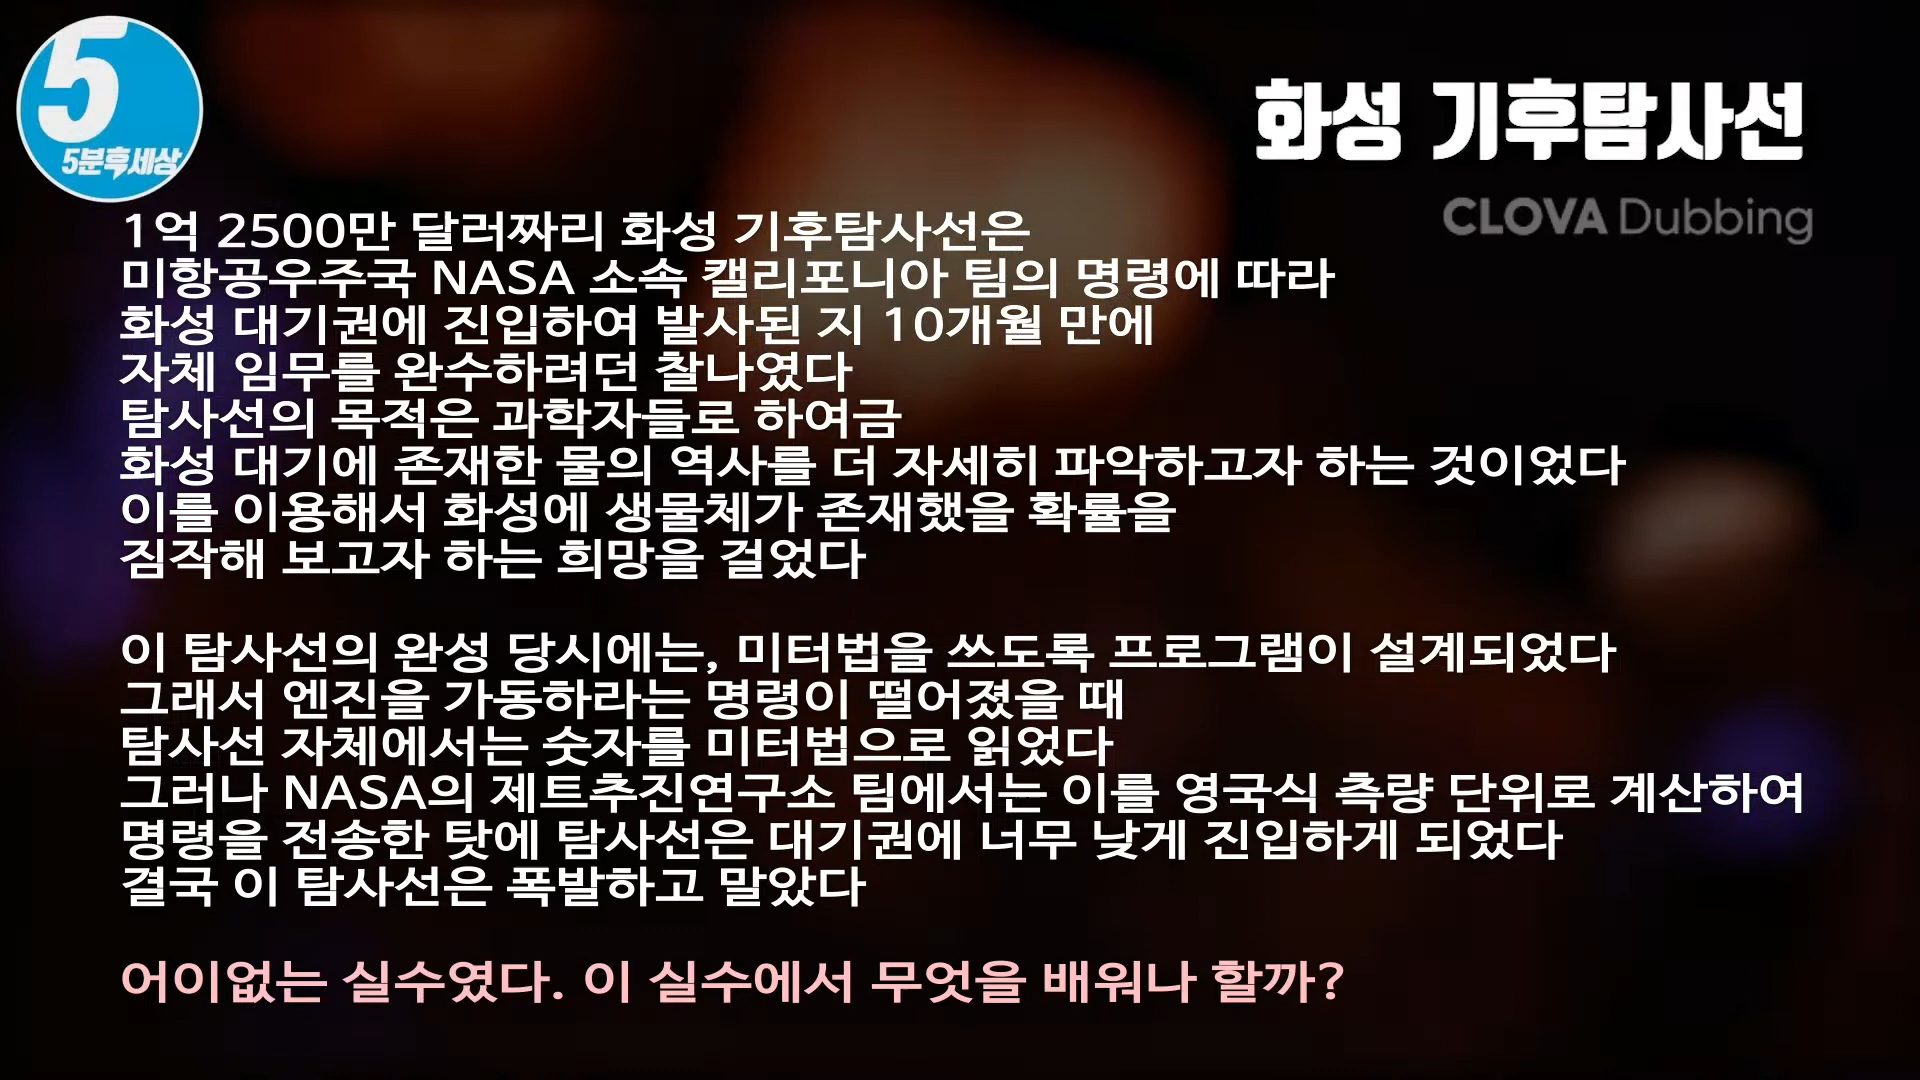 5
5분후세상
화성 기후탐사선
CLOVA Dubbing
1억 2500만 달러짜리 화성 기후탐사선은
미항공우주국 NASA 소속 캘리포니아 팀의 명령에 따라
화성 대기권에 진입하여 발사된 지 10개월 만에
자체 임무를 완수하려던 찰나였다
탐사선의 목적은 과학자들로 하여금
화성 대기에 존재한 물의 역사를 더 자세히 파악하고자 하는 것이었다
이를 이용해서 화성에 생물체가 존재했을 확률을
짐작해 보고자 하는 희망을 걸었다
이 탐사선의 완성 당시에는, 미터법을 쓰도록 프로그램이 설계되었다
그래서 엔진을 가동하라는 명령이 떨어졌을 때
탐사선 자체에서는 숫자를 미터법으로 읽었다
그러나 NASA의 제트추진연구소 팀에서는 이를 영국식 측량 단위로 계산하여
명령을 전송한 탓에 탐사선은 대기권에 너무 낮게 진입하게 되었다
결국 이 탐사선은 폭발하고 말았다
어이없는 실수였다. 이 실수에서 무엇을 배워나 할까?